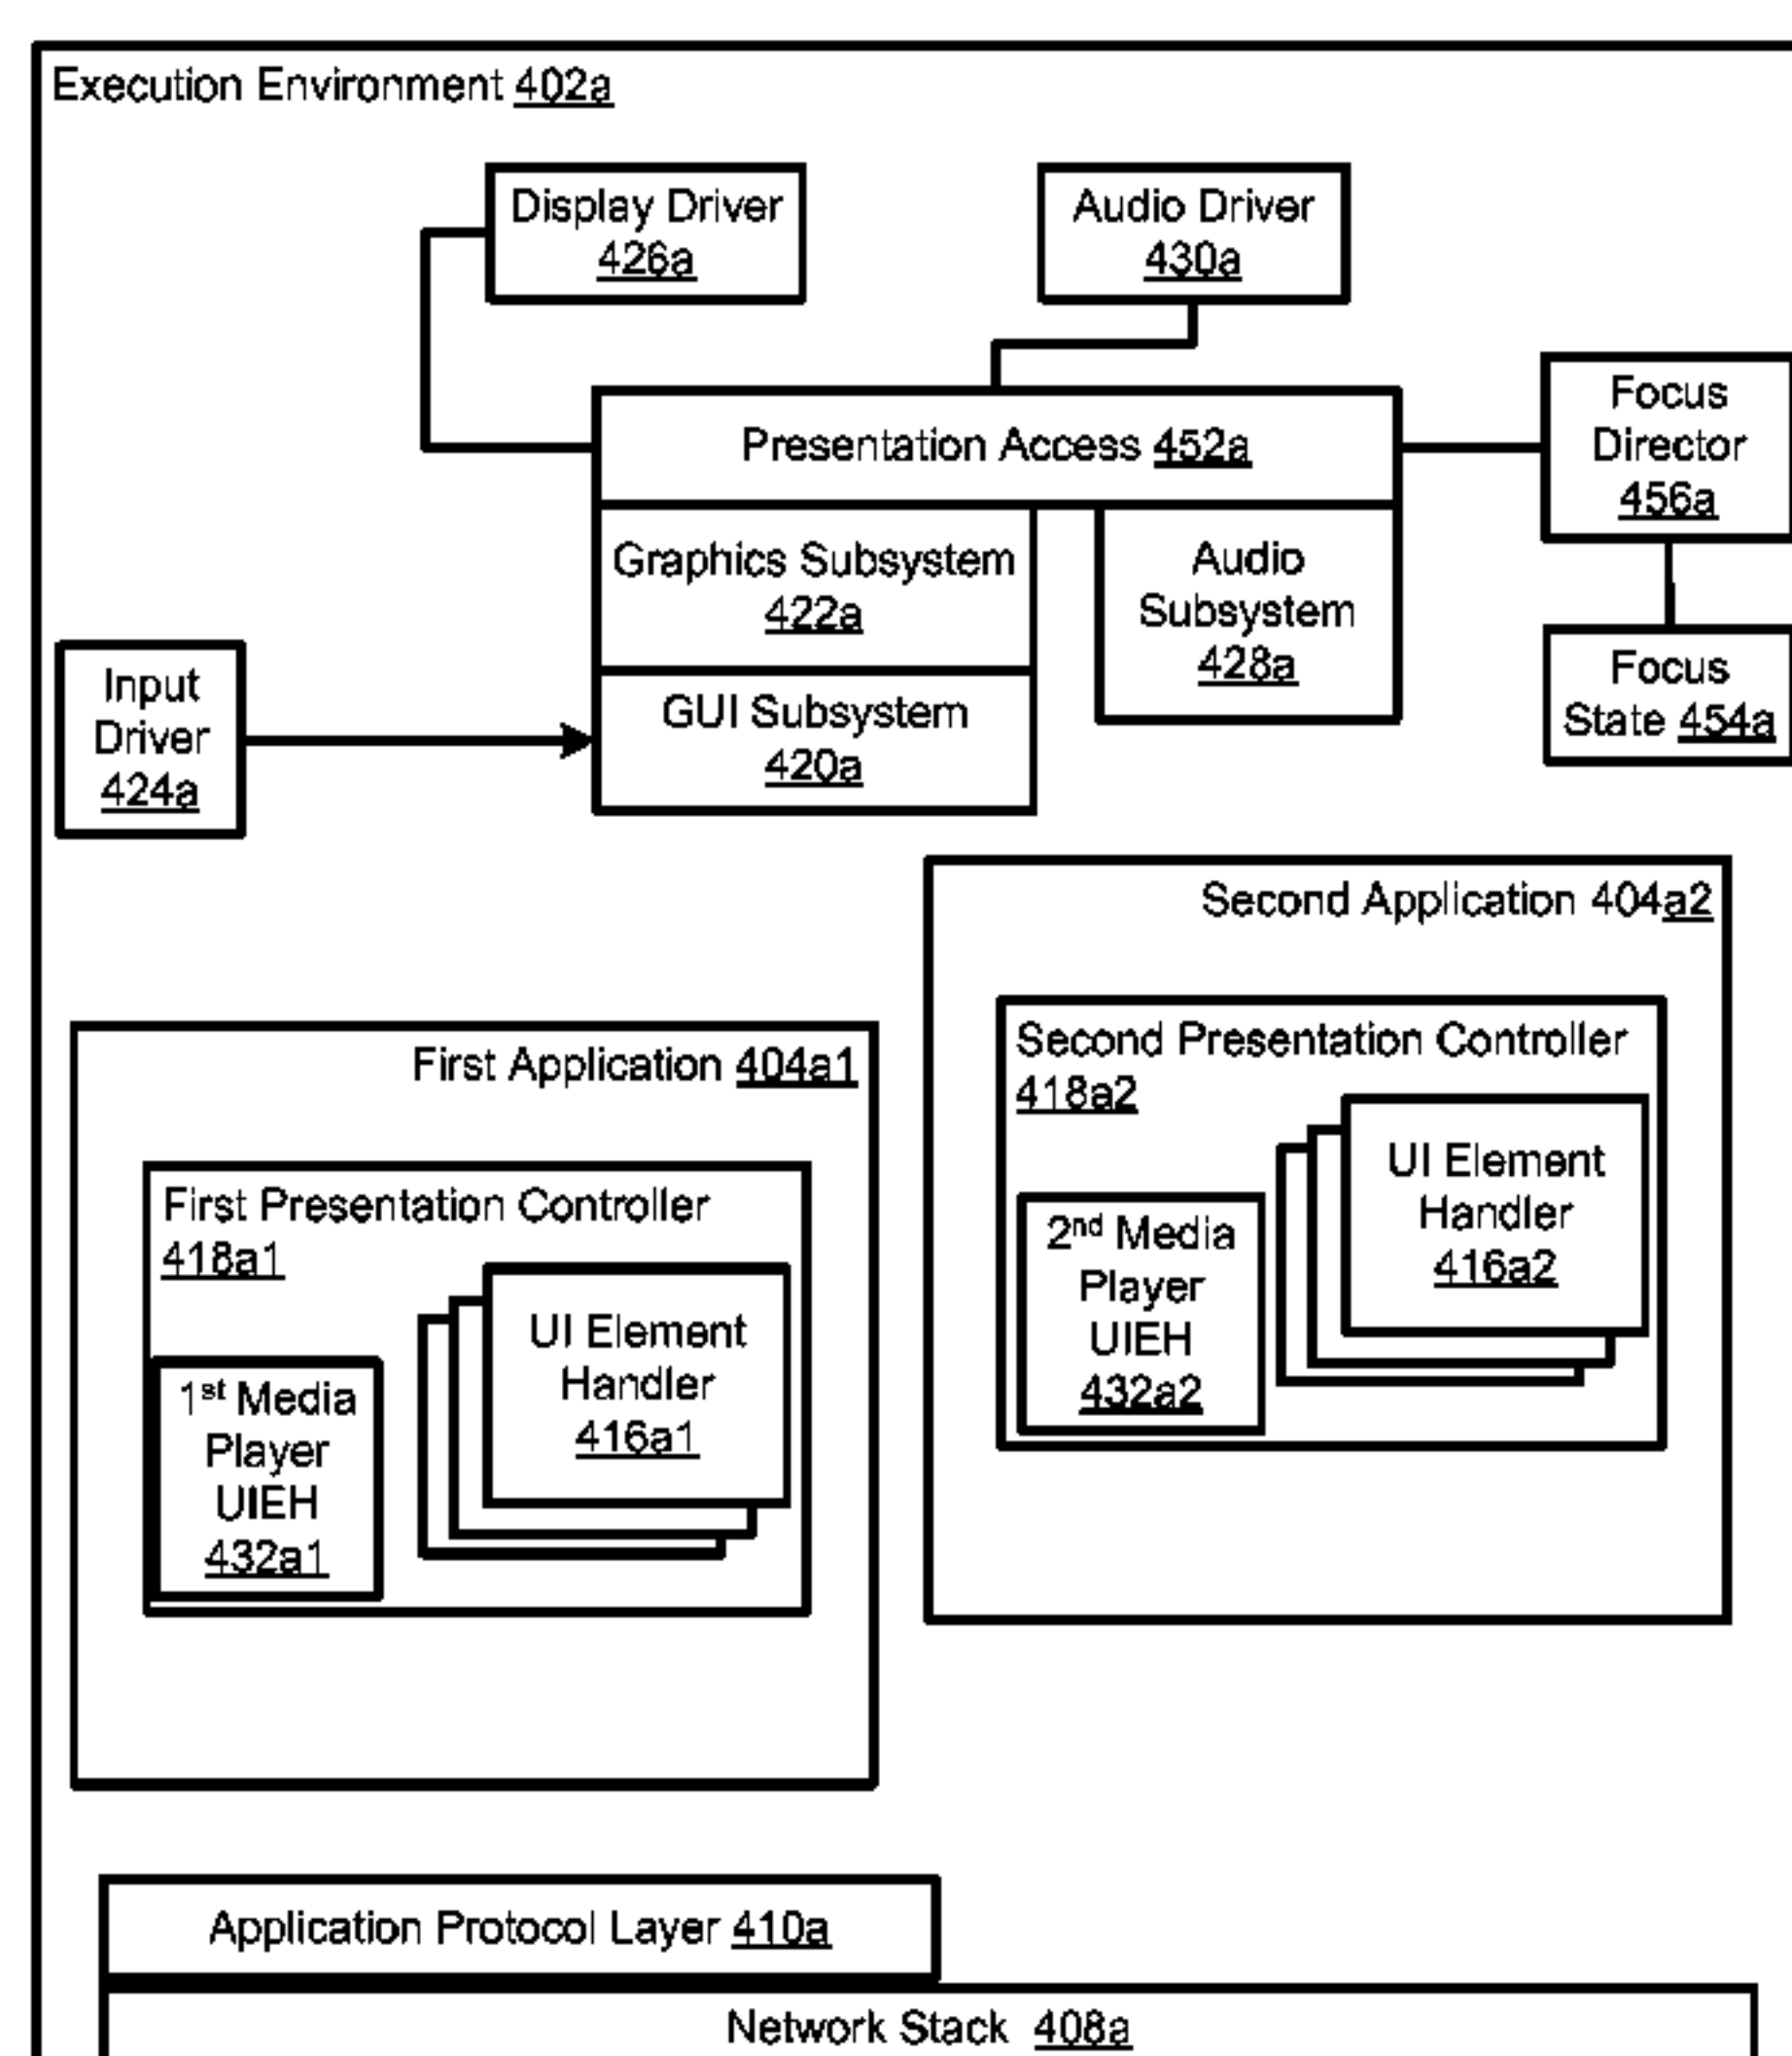 Execution Environment 402a
Display Driver
426a
Audio Driver
430a
Presentation Access 452a
Focus
Director
456a
Graphics Subsystem
422a
Audio
Subsystem
428a
Input
Driver
424a
GUI Subsystem
420a
Focus
State 454a
Second Application 404a2
Second Presentation Controller
418a2
UI Element
Handler
416a2
2nd Media
Player
UIEH
432a2
First Application 404a1
First Presentation Controller
418a1
UI Element
Handler
416a1
1st Media
Player
UIEH
432a1
Application Protocol Layer 410a
Network Stack 408a